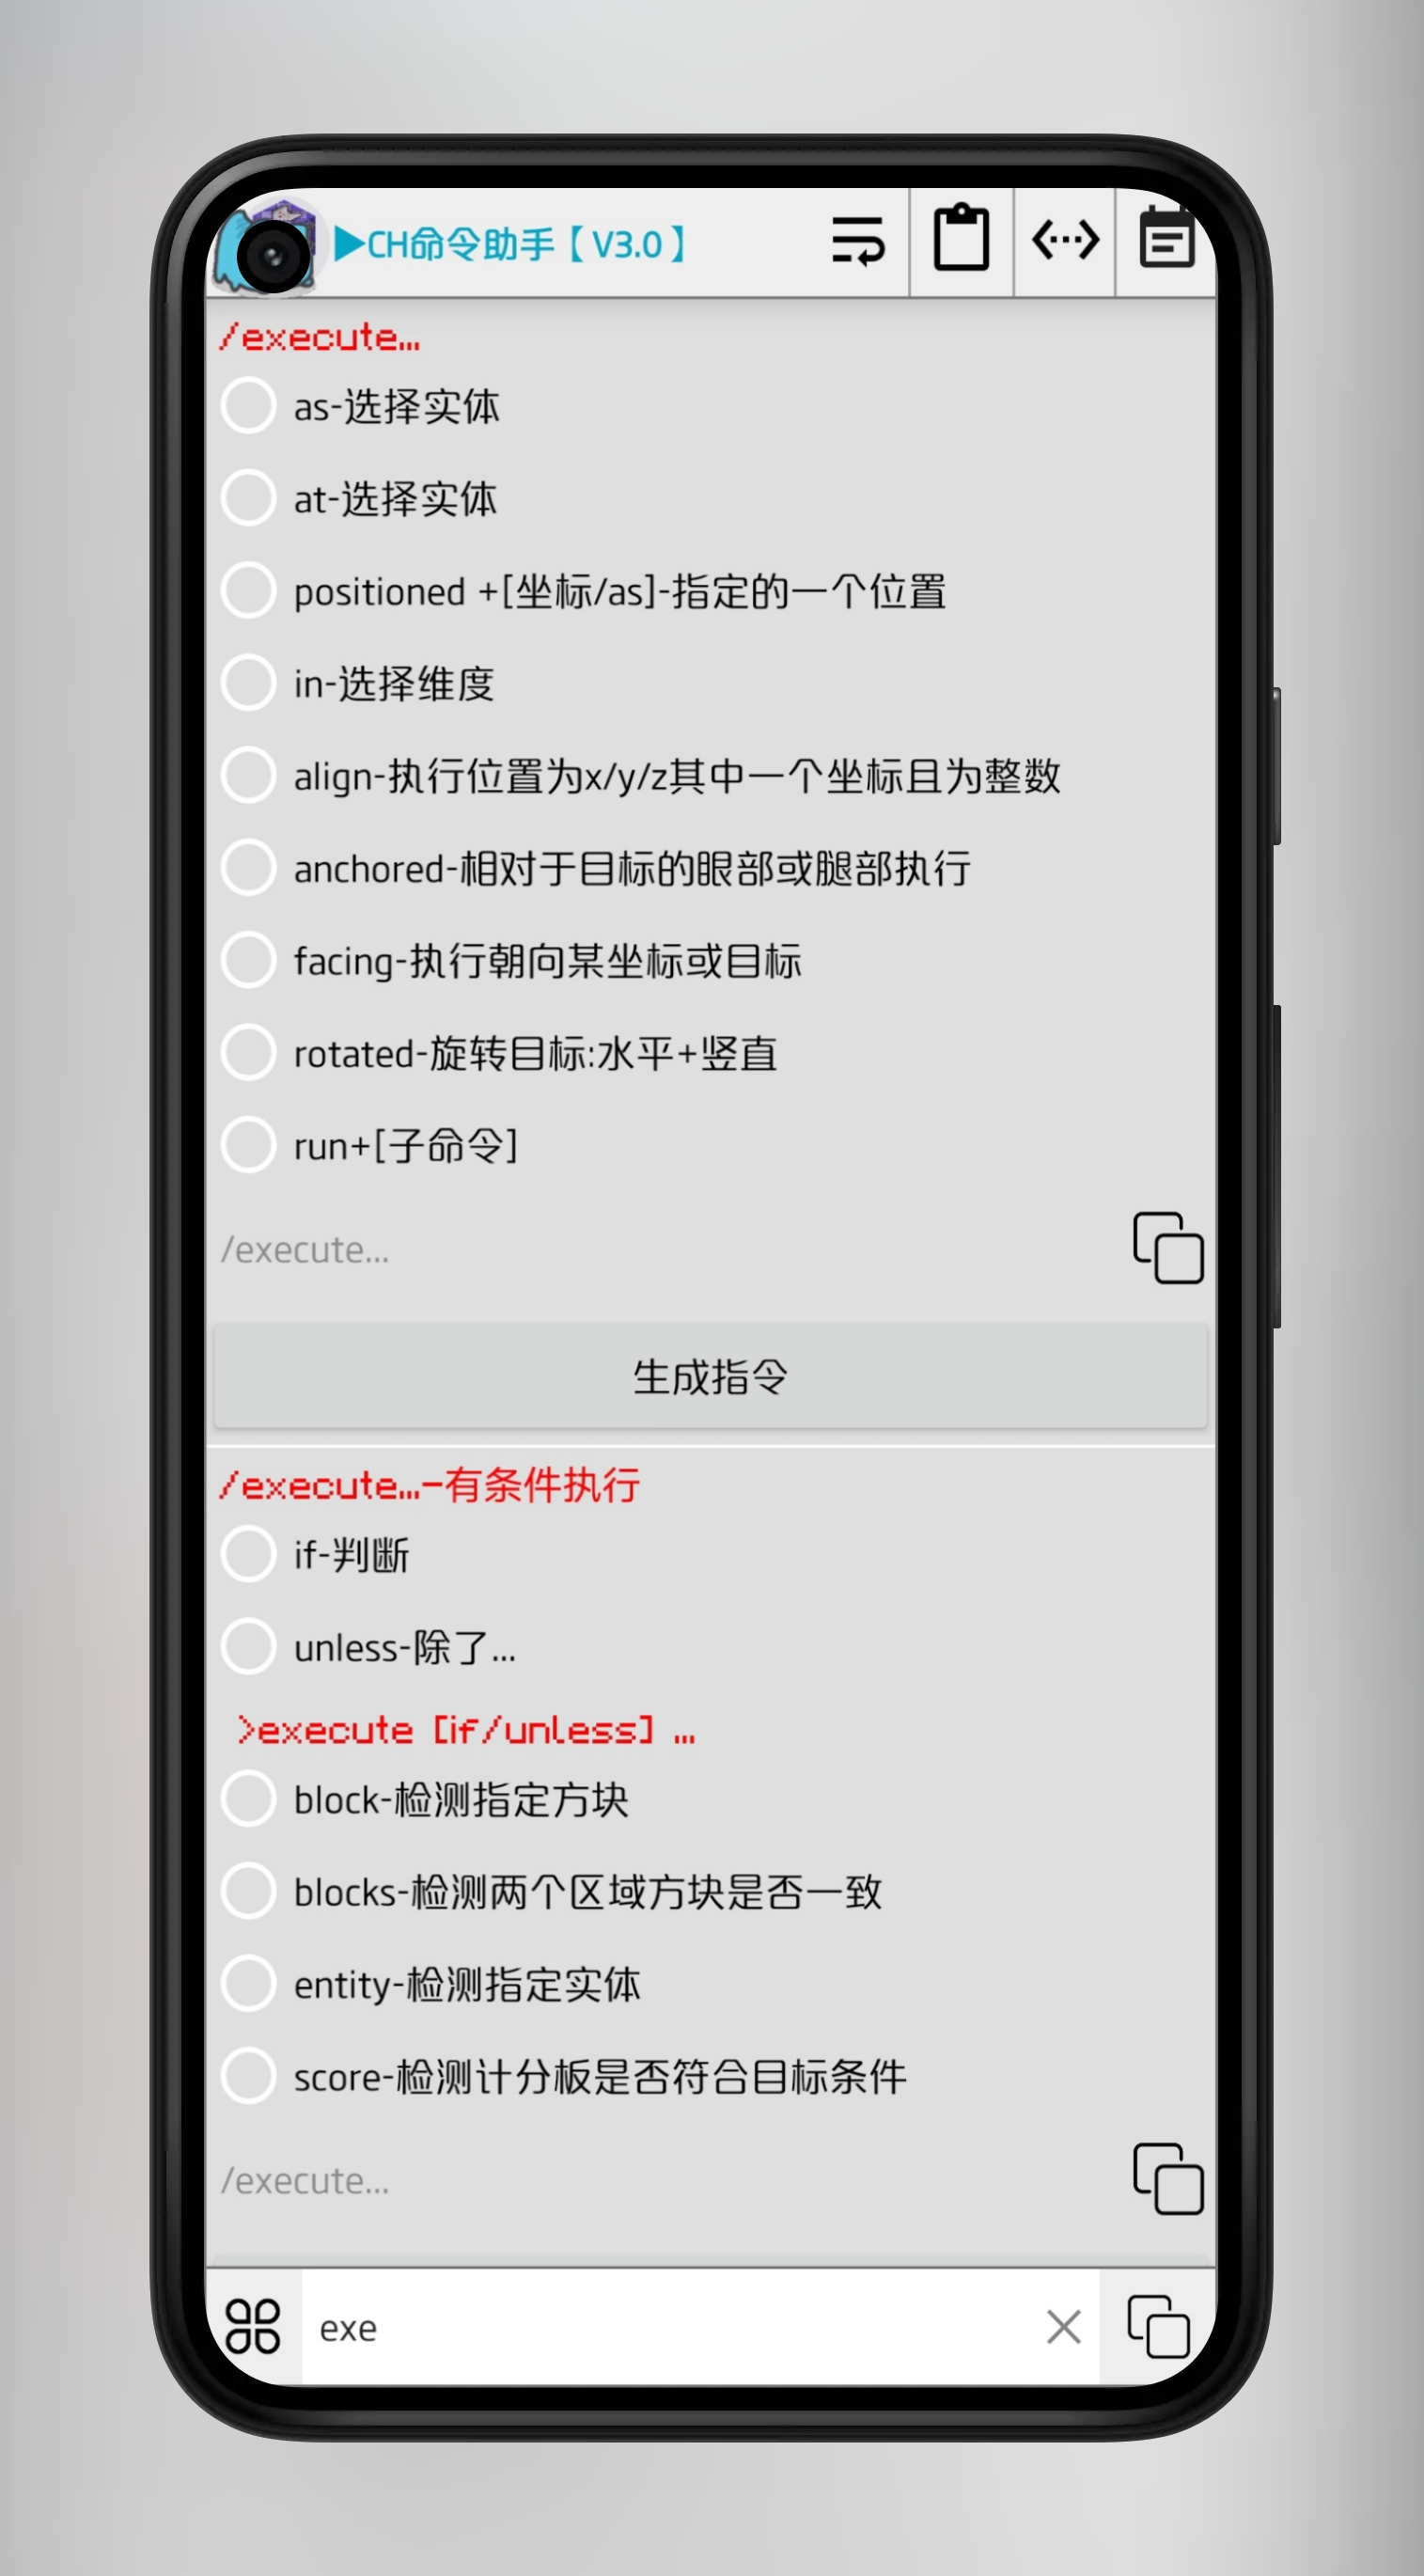 ▶CH命令助手【V3.0】
/execute...
as-选择实体
at-选择实体
positioned +[坐标/as]-指定的一个位置
in-选择维度
align-执行位置为x/y/z其中一个坐标且为整数
anchored-相对于目标的眼部或腿部执行
facing-执行朝向某坐标或目标
rotated-旋转目标:水平+竖直
run+[子命令]
/execute...
生成指令
/execute...-有条件执行
if-判断
unless-除了...
>execute [if/unless] ...
block-检测指定方块
blocks-检测两个区域方块是否一致
entity-检测指定实体
score-检测计分板是否符合目标条件
/execute...
exe